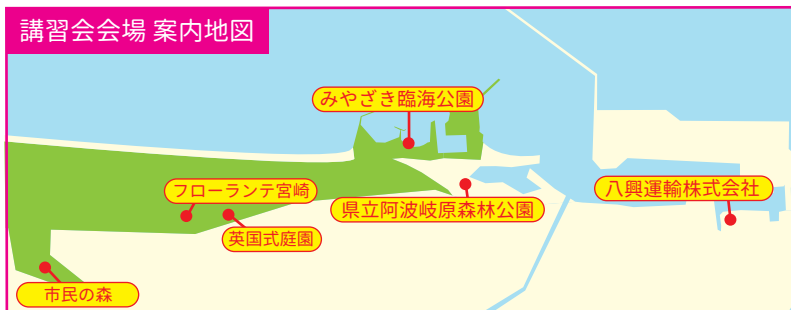 講習会会場 案内地図
みやざき臨海公園
フローランテ宮崎
八興運輸株式会社
県立阿波岐原森林公園
英国式庭園
市民の森